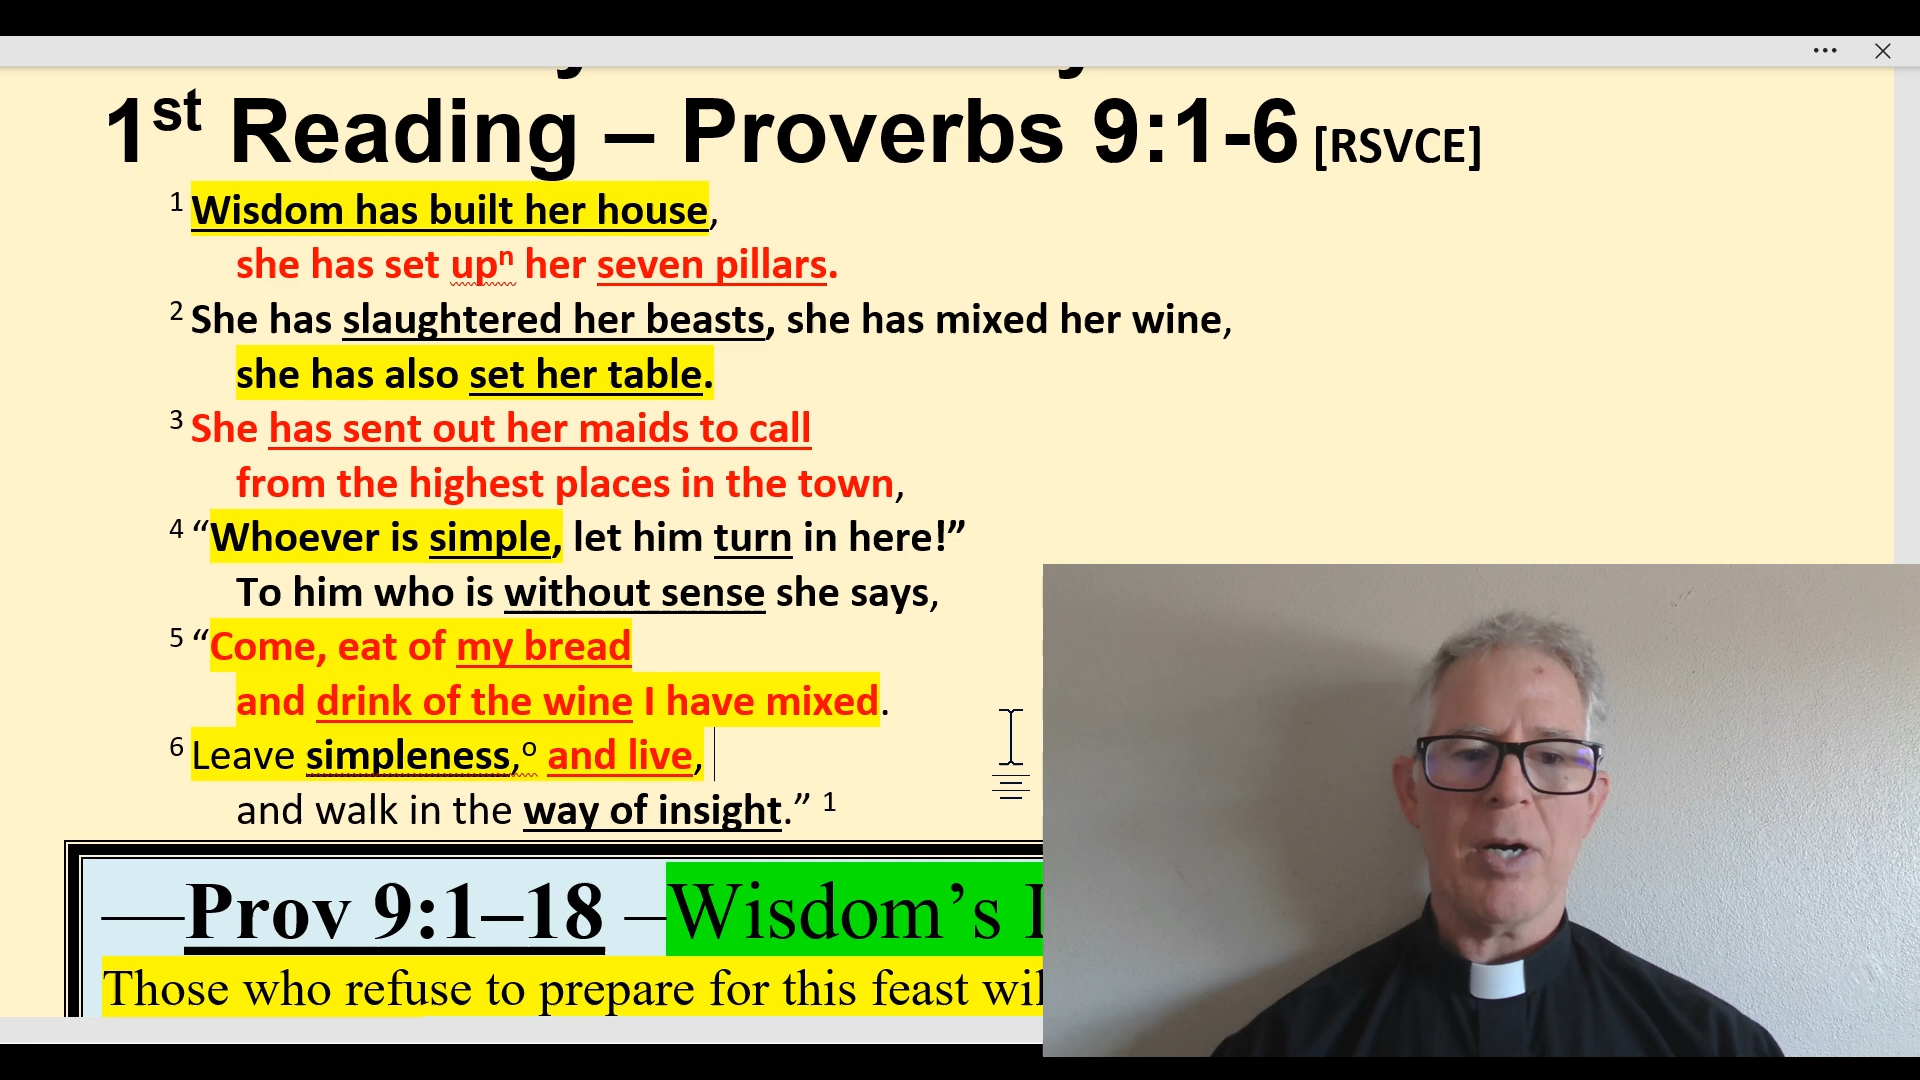 1st Reading – Proverbs 9:1-6 [RSVCE]
1 Wisdom has built her house,
she has set upn her seven pillars.
2 She has slaughtered her beasts, she has mixed her wine,
she has also set her table.
3 She has sent out her maids to call
from the highest places in the town,
4 “Whoever is simple, let him turn in here!”
To him who is without sense she says,
5 “Come, eat of my bread
and drink of the wine I have mixed.
6 Leave simpleness,o and live,
and walk in the way of insight.” 1
—Prov 9:1–18 –Wisdom’s
Those who refuse to prepare for this feast